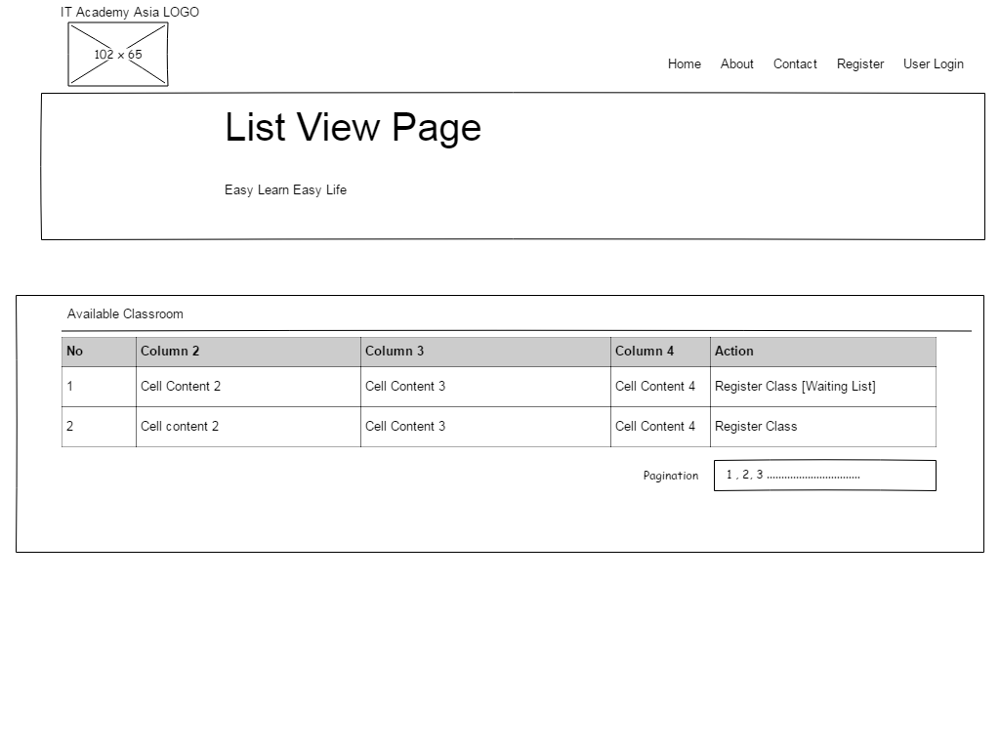 IT Academy Asia LOGO
102 x 65
Home About Contact Register User Login
List View Page
Easy Learn Easy Life
Available Classroom
No Column 2 Column 3 Column 4 Action
1 Cell Content 2 Cell Content 3 Cell Content 4 Register Class [Waiting List]
2 Cell content 2 Cell Content 3 Cell Content 4 Register Class
Pagination 1 , 2, 3 ................................